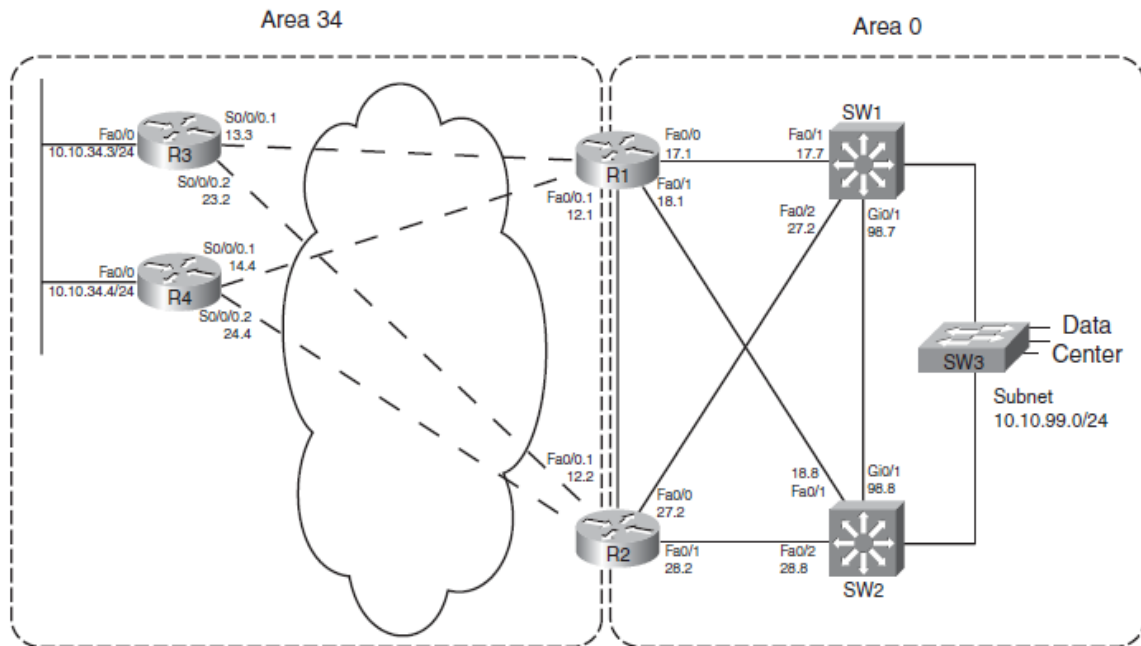 Area 34
Area 0
Fa0/0
10.10.34.3/24
R3
S0/0/0.1
13.3
S0/0/0.2
23.2
Fa0/0
10.10.34.4/24
R4
S0/0/0.1
14.4
S0/0/0.2
24.4
R1
Fa0/0
17.1
Fa0/1
18.1
Fa0/0.1
12.1
SW1
Fa0/1
17.7
Fa0/2
27.2
Gi0/1
98.7
SW3
Data
Center
Subnet
10.10.99.0/24
Fa0/0.1
12.2
R2
Fa0/0
27.2
Fa0/1
28.2
18.8
Fa0/1
Gi0/1
98.8
Fa0/2
28.8
SW2